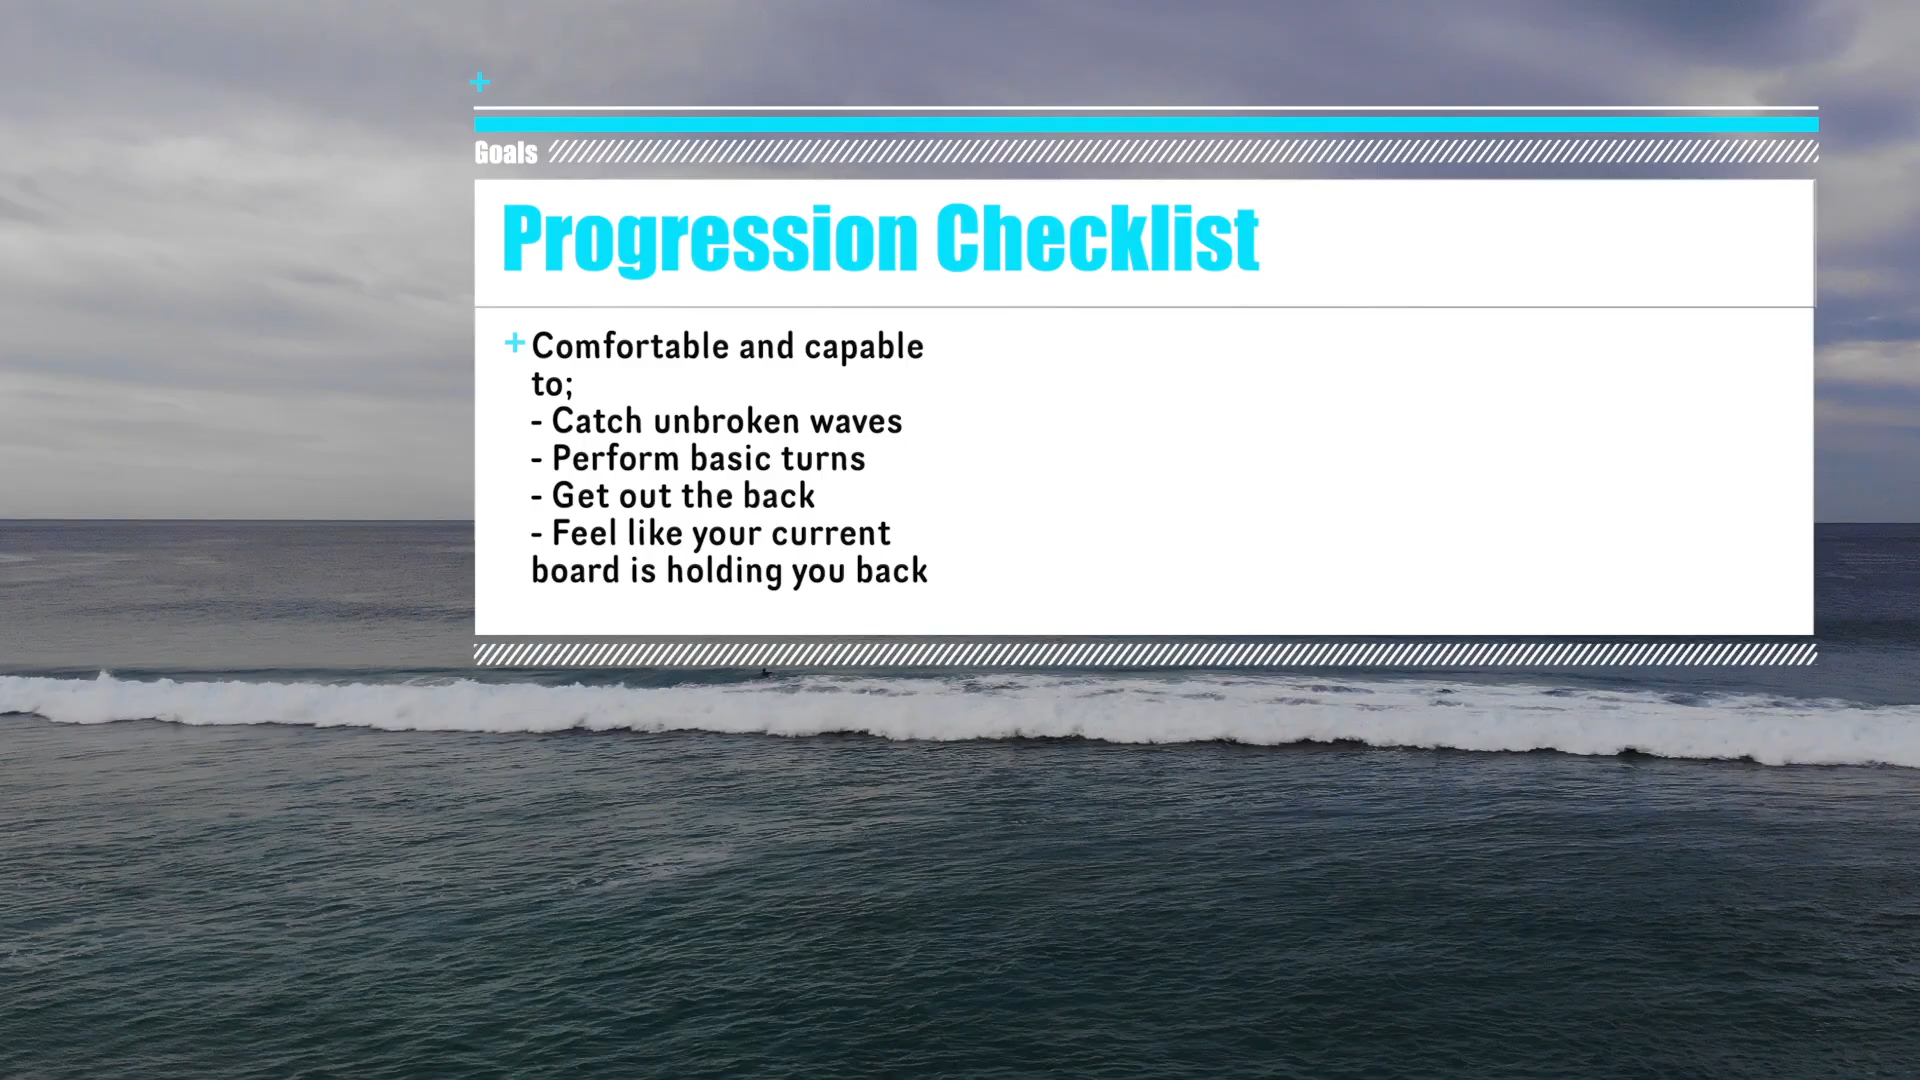 Goals
Progression Checklist
+ Comfortable and capable
to;
- Catch unbroken waves
- Perform basic turns
- Get out the back
- Feel like your current
board is holding you back